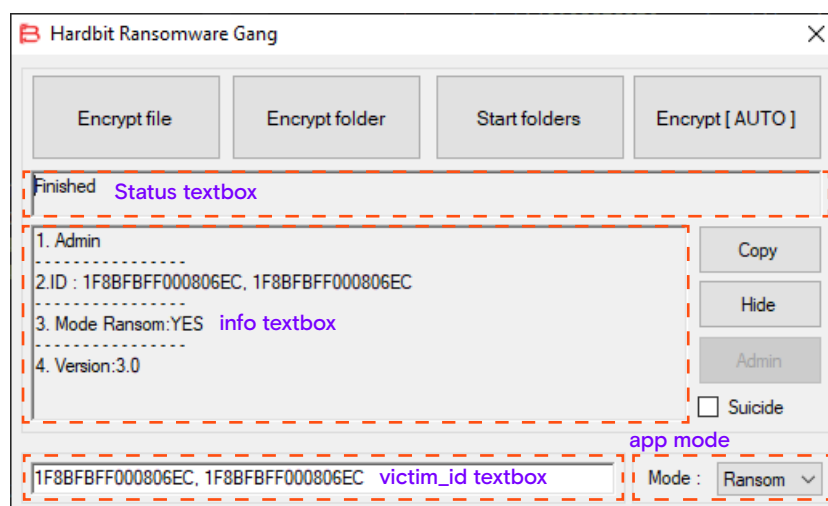 Hardbit Ransomware Gang
Encrypt file
Encrypt folder
Start folders
Encrypt [ AUTO ]
Finished Status textbox
1. Admin
- - - - - - - - - - - - - - - -
2.ID : 1F8BFBFF000806EC, 1F8BFBFF000806EC
- - - - - - - - - - - - - - - -
3. Mode Ransom:YES info textbox
- - - - - - - - - - - - - - - -
4. Version:3.0
Copy
Hide
Admin
Suicide
app mode
1F8BFBFF000806EC, 1F8BFBFF000806EC victim_id textbox
Mode : Ransom